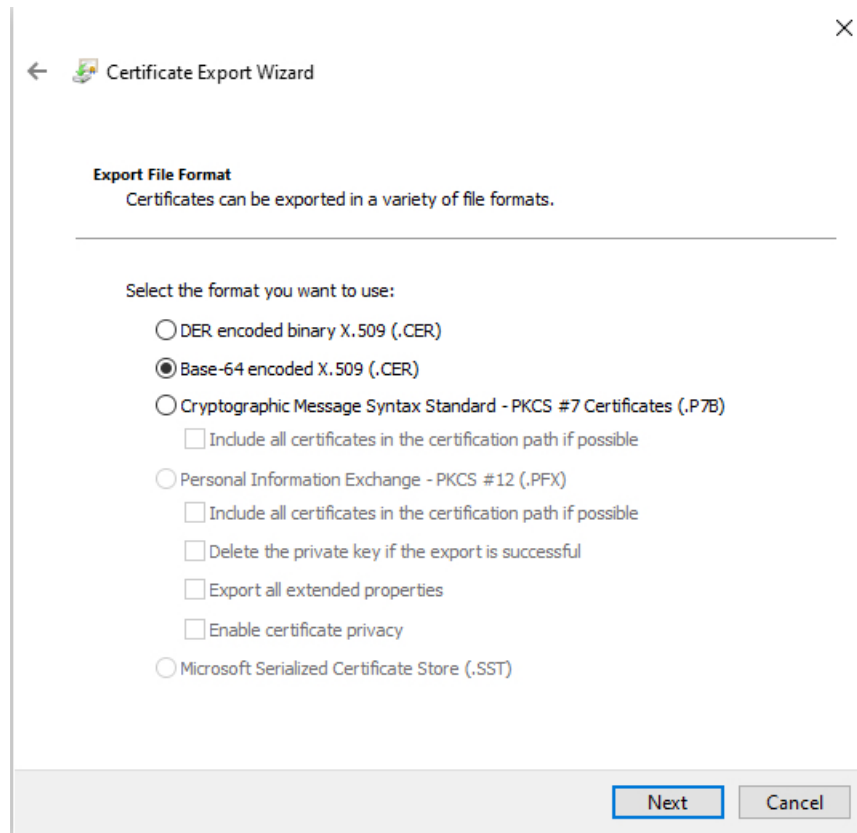 Certificate Export Wizard
Export File Format
Certificates can be exported in a variety of file formats.
Select the format you want to use:
DER encoded binary X.509 (.CER)
Base-64 encoded X.509 (.CER)
Cryptographic Message Syntax Standard - PKCS #7 Certificates (.P7B)
Include all certificates in the certification path if possible
Personal Information Exchange - PKCS #12 (.PFX)
Include all certificates in the certification path if possible
Delete the private key if the export is successful
Export all extended properties
Enable certificate privacy
Microsoft Serialized Certificate Store (.SST)
Next Cancel